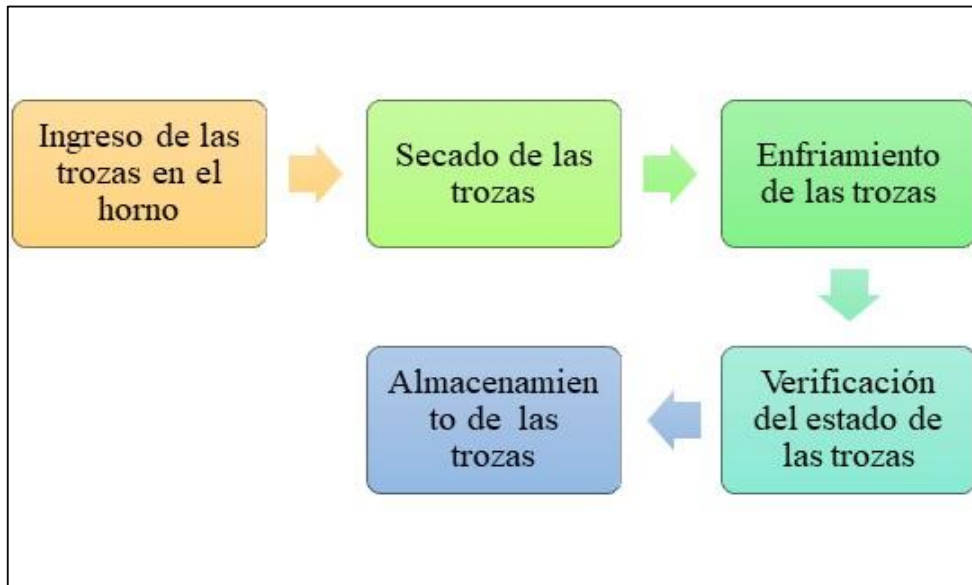 Ingreso de las
trozas en el
horno
Secado de las
trozas
Enfriamiento
de las trozas
Verificación
del estado de
las trozas
Almacenamien
to de las
trozas